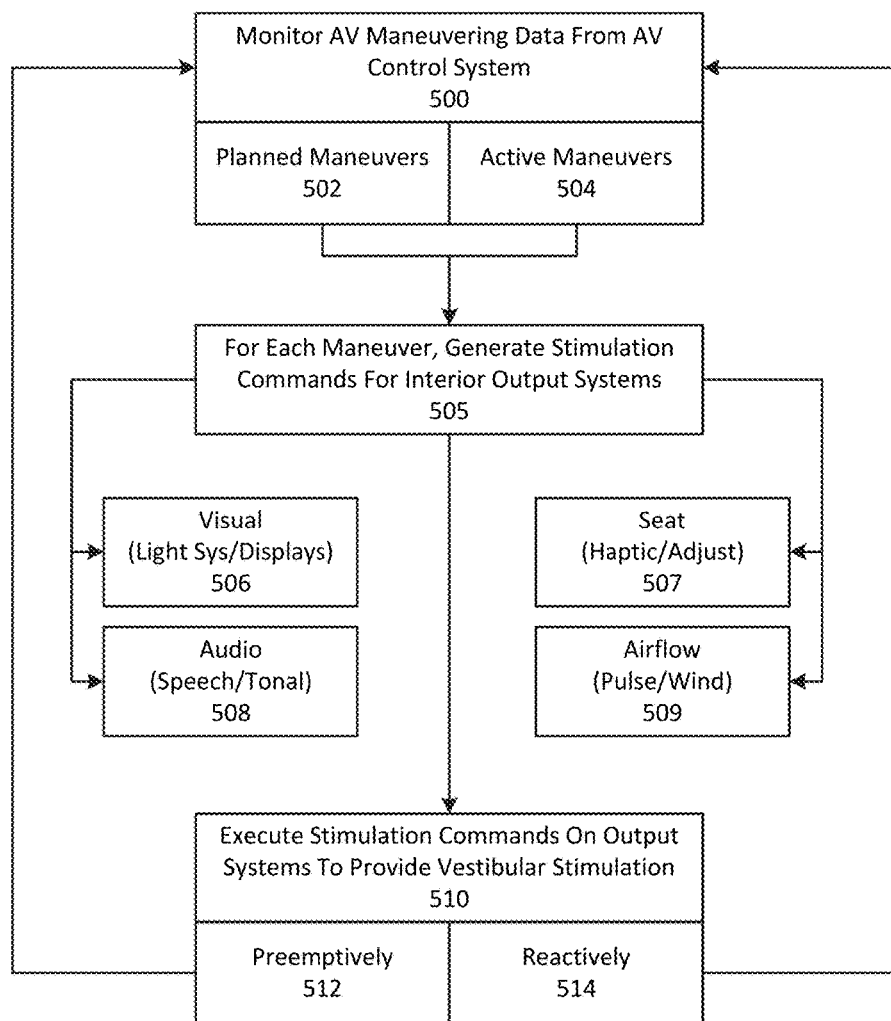 Monitor AV Maneuvering Data From AV
Control System
500
Planned Maneuvers
502
Active Maneuvers
504
For Each Maneuver, Generate Stimulation
Commands For Interior Output Systems
505
Visual
(Light Sys/Displays)
506
Seat
(Haptic/Adjust)
507
Audio
(Speech/Tonal)
508
Airflow
(Pulse/Wind)
509
Execute Stimulation Commands On Output
Systems To Provide Vestibular Stimulation
510
Preemptively
512
Reactively
514